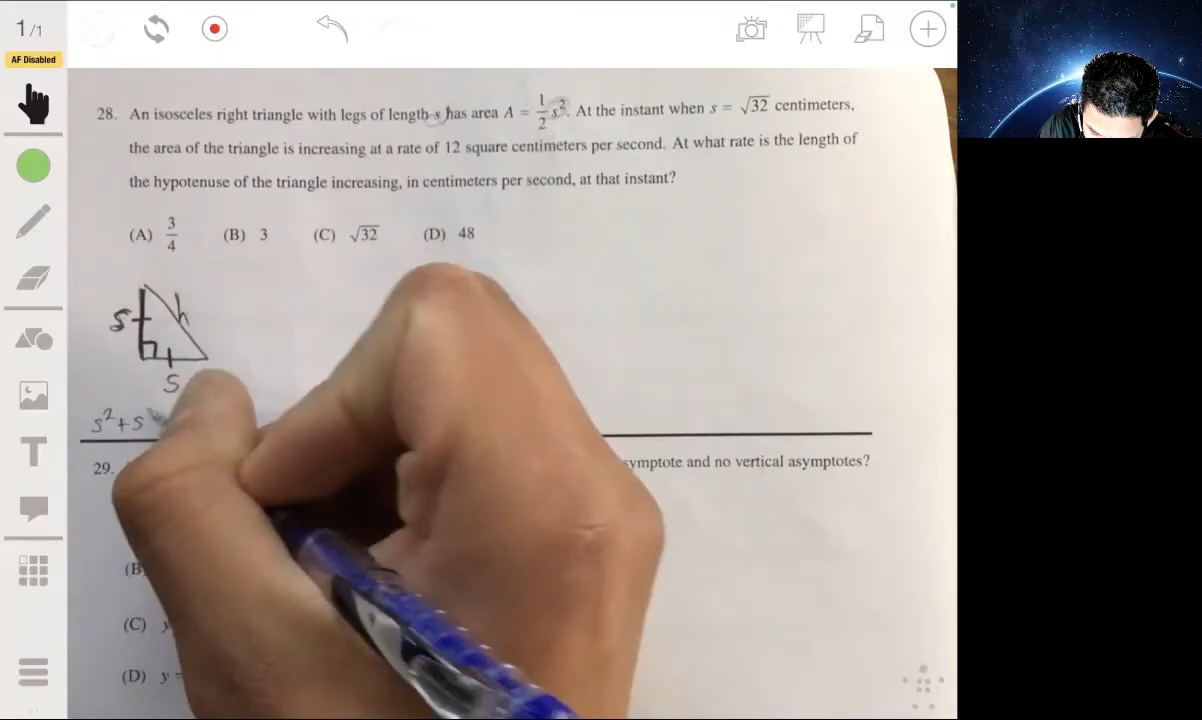 1/1
AF Disabled
28. An isosceles right triangle with legs of length s has area A = 1/2 s². At the instant when s = √32 centimeters,
the area of the triangle is increasing at a rate of 12 square centimeters per second. At what rate is the length of
the hypotenuse of the triangle increasing, in centimeters per second, at that instant?
(A) 3/4 (B) 3 (C) √32 (D) 48
s h
s
s²+s
29. symptote and no vertical asymptotes?
(B
(C) y
(D) y =
T